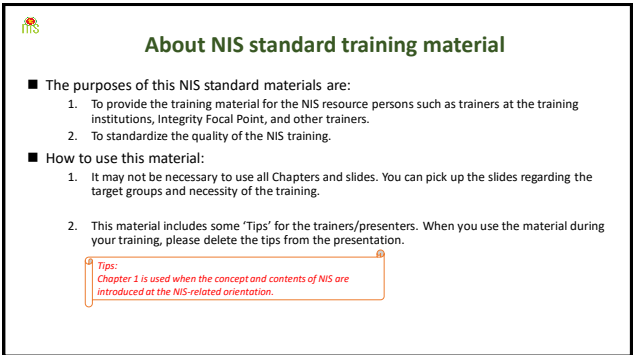 nis
About NIS standard training material
■ The purposes of this NIS standard materials are:
1. To provide the training material for the NIS resource persons such as trainers at the training
institutions, Integrity Focal Point, and other trainers.
2. To standardize the quality of the NIS training.
■ How to use this material:
1. It may not be necessary to use all Chapters and slides. You can pick up the slides regarding the
target groups and necessity of the training.
2. This material includes some ‘Tips’ for the trainers/presenters. When you use the material during
your training, please delete the tips from the presentation.
Tips:
Chapter 1 is used when the concept and contents of NIS are
introduced at the NIS-related orientation.